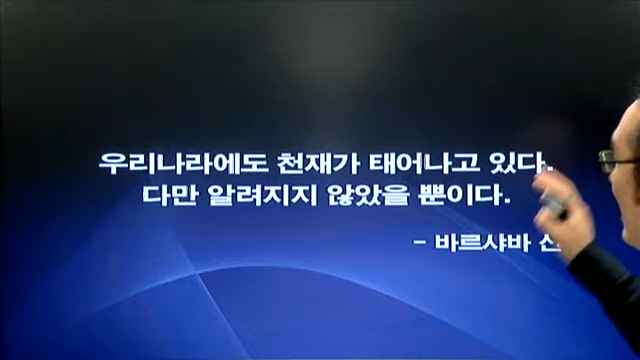 우리나라에도 천재가 태어나고 있다.
다만 알려지지 않았을 뿐이다.
- 바르샤바